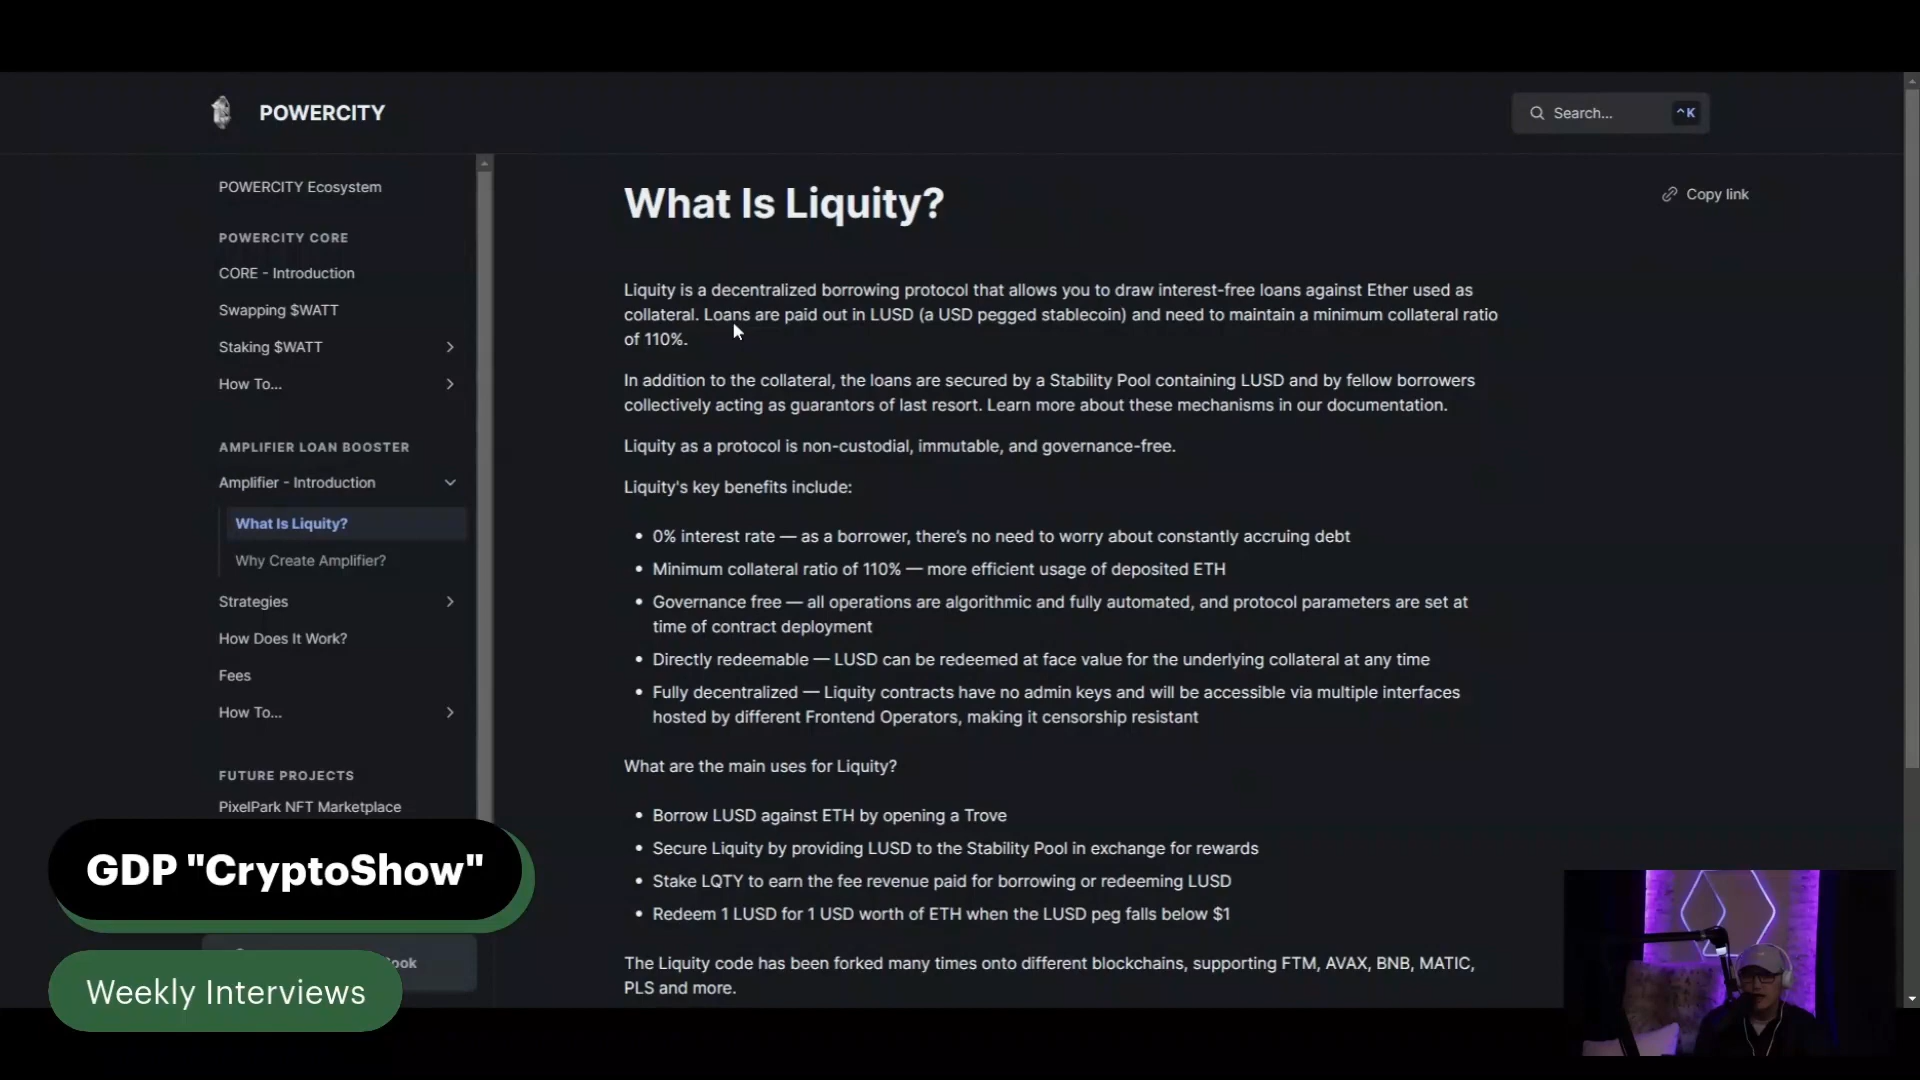 POWERCITY
Search...
^K
POWERCITY Ecosystem
POWERCITY CORE
CORE - Introduction
Swapping $WATT
Staking $WATT
How To...
AMPLIFIER LOAN BOOSTER
Amplifier - Introduction
What Is Liquity?
Why Create Amplifier?
Strategies
How Does It Work?
Fees
How To...
FUTURE PROJECTS
PixelPark NFT Marketplace
What Is Liquity?
Copy link
Liquity is a decentralized borrowing protocol that allows you to draw interest-free loans against Ether used as
collateral. Loans are paid out in LUSD (a USD pegged stablecoin) and need to maintain a minimum collateral ratio
of 110%.
In addition to the collateral, the loans are secured by a Stability Pool containing LUSD and by fellow borrowers
collectively acting as guarantors of last resort. Learn more about these mechanisms in our documentation.
Liquity as a protocol is non-custodial, immutable, and governance-free.
Liquity's key benefits include:
• 0% interest rate — as a borrower, there's no need to worry about constantly accruing debt
• Minimum collateral ratio of 110% — more efficient usage of deposited ETH
• Governance free — all operations are algorithmic and fully automated, and protocol parameters are set at
time of contract deployment
• Directly redeemable — LUSD can be redeemed at face value for the underlying collateral at any time
• Fully decentralized — Liquity contracts have no admin keys and will be accessible via multiple interfaces
hosted by different Frontend Operators, making it censorship resistant
What are the main uses for Liquity?
• Borrow LUSD against ETH by opening a Trove
• Secure Liquity by providing LUSD to the Stability Pool in exchange for rewards
• Stake LQTY to earn the fee revenue paid for borrowing or redeeming LUSD
• Redeem 1 LUSD for 1 USD worth of ETH when the LUSD peg falls below $1
The Liquity code has been forked many times onto different blockchains, supporting FTM, AVAX, BNB, MATIC,
PLS and more.
GDP "CryptoShow"
Weekly Interviews